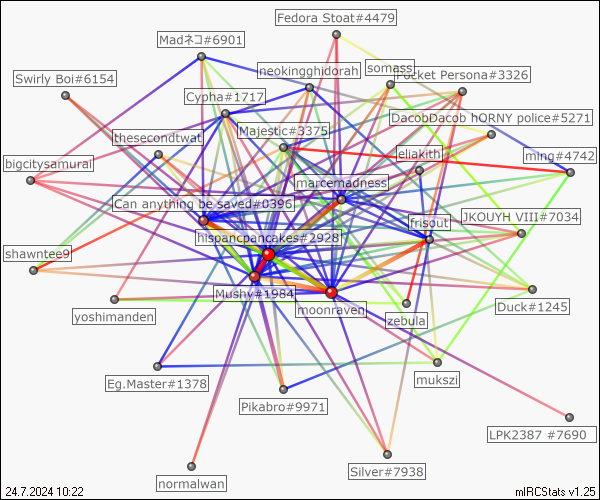 Fedora Stoat#4479
Madネコ#6901
neokingghidorah
somass
Pocket Persona#3326
Swirly Boi#6154
Cypha#1717
DacobDacob hORNY police#5271
thesecondtwat
Majestic#3375
eliakith
ming#4742
bigcitysamurai
marcemadness
Can anything be saved#0396
frisout
JKOUYH VIII#7034
hispancpancakes#2928
shawntee9
Mushy#1984
moonraven
Duck#1245
yoshimanden
zebula
Eg.Master#1378
mukszi
Pikabro#9971
LPK2387 #7690
Silver#7938
normalwan
24.7.2024 10:22
mIRCStats v1.25